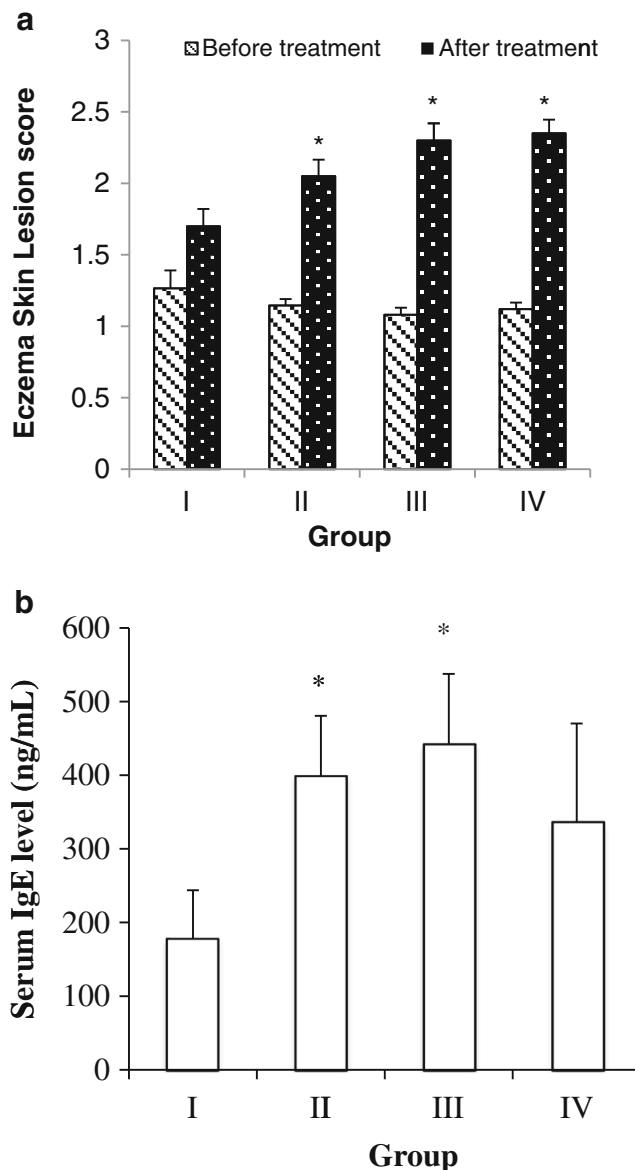 a
Eczema Skin Lesion score
3
Before treatment After treatment
2.5
2
1.5
1
0.5
0
* * *
I II III IV
Group
b
Serum IgE level (ng/mL)
600
500
400
300
200
100
0
* *
I II III IV
Group